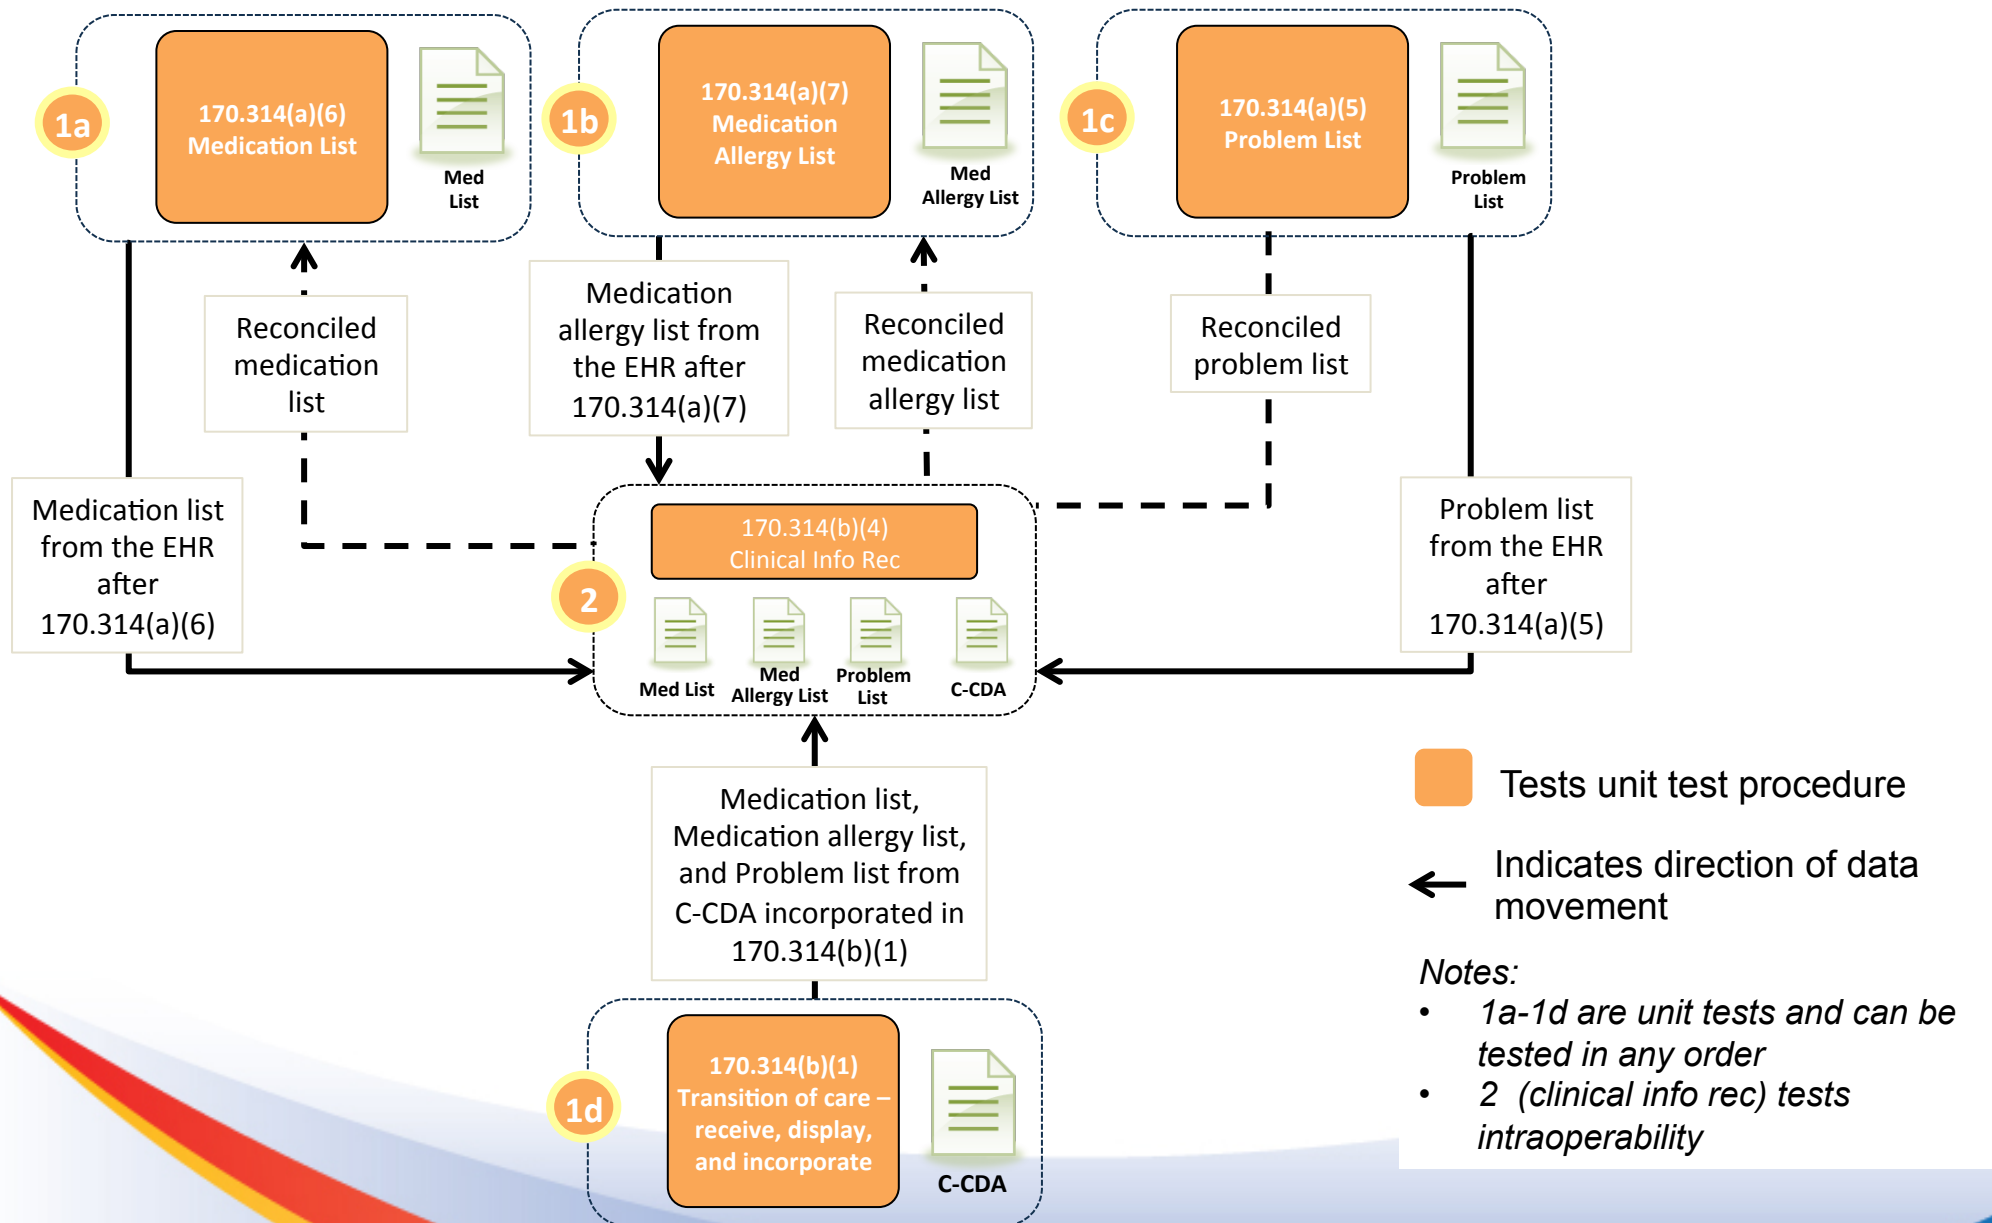 1a
170.314(a)(6)
Medication List
Med
List
1b
170.314(a)(7)
Medication
Allergy List
Med
Allergy List
1c
170.314(a)(5)
Problem List
Problem
List
Medication list
from the EHR
after
170.314(a)(6)
Reconciled
medication
list
Medication
allergy list from
the EHR after
170.314(a)(7)
Reconciled
medication
allergy list
Reconciled
problem list
Problem list
from the EHR
after
170.314(a)(5)
2
170.314(b)(4)
Clinical Info Rec
Med List
Med
Allergy List
Problem
List
C-CDA
Medication list,
Medication allergy list,
and Problem list from
C-CDA incorporated in
170.314(b)(1)
1d
170.314(b)(1)
Transition of care –
receive, display,
and incorporate
C-CDA
Tests unit test procedure
Indicates direction of data
movement
Notes:
• 1a-1d are unit tests and can be
tested in any order
• 2 (clinical info rec) tests
intraoperability